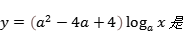 y = (a² − 4a + 4) logₐ x 是